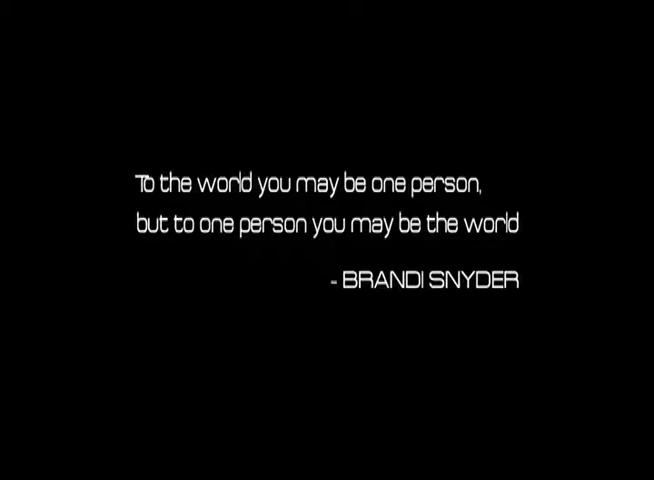 To the world you may be one person,
but to one person you may be the world
- BRANDI SNYDER